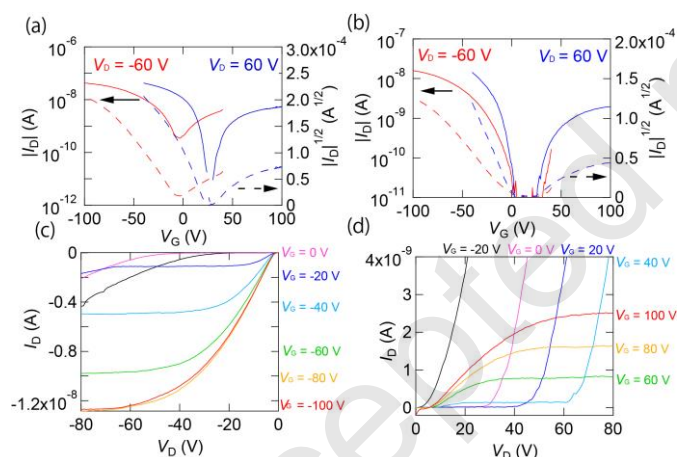 (a)
10⁻⁶
10⁻⁸
10⁻¹⁰
10⁻¹²
|I_D| (A)
V_D = -60 V
V_D = 60 V
3.0x10⁻⁴
2.5
2.0
1.5
1.0
0.5
0
|I_D|^1/2 (A^1/2)
-100
-50
0
50
100
V_G (V)
(b)
10⁻⁶
10⁻⁷
10⁻⁸
10⁻⁹
10⁻¹⁰
10⁻¹¹
|I_D| (A)
V_D = -60 V
V_D = 60 V
2.0x10⁻⁴
1.5
1.0
0.5
0
|I_D|^1/2 (A^1/2)
-100
-50
0
50
100
V_G (V)
(c)
0
-0.4
-0.8
-1.2x10⁻⁸
I_D (A)
V_G = 0 V
V_G = -20 V
V_G = -40 V
V_G = -60 V
V_G = -80 V
V_G = -100 V
-80
-60
-40
-20
0
V_D (V)
(d)
4x10⁻⁹
3
2
1
0
I_D (A)
V_G = -20 V
V_G = 0 V
V_G = 20 V
V_G = 40 V
V_G = 100 V
V_G = 80 V
V_G = 60 V
0
20
40
60
80
V_D (V)